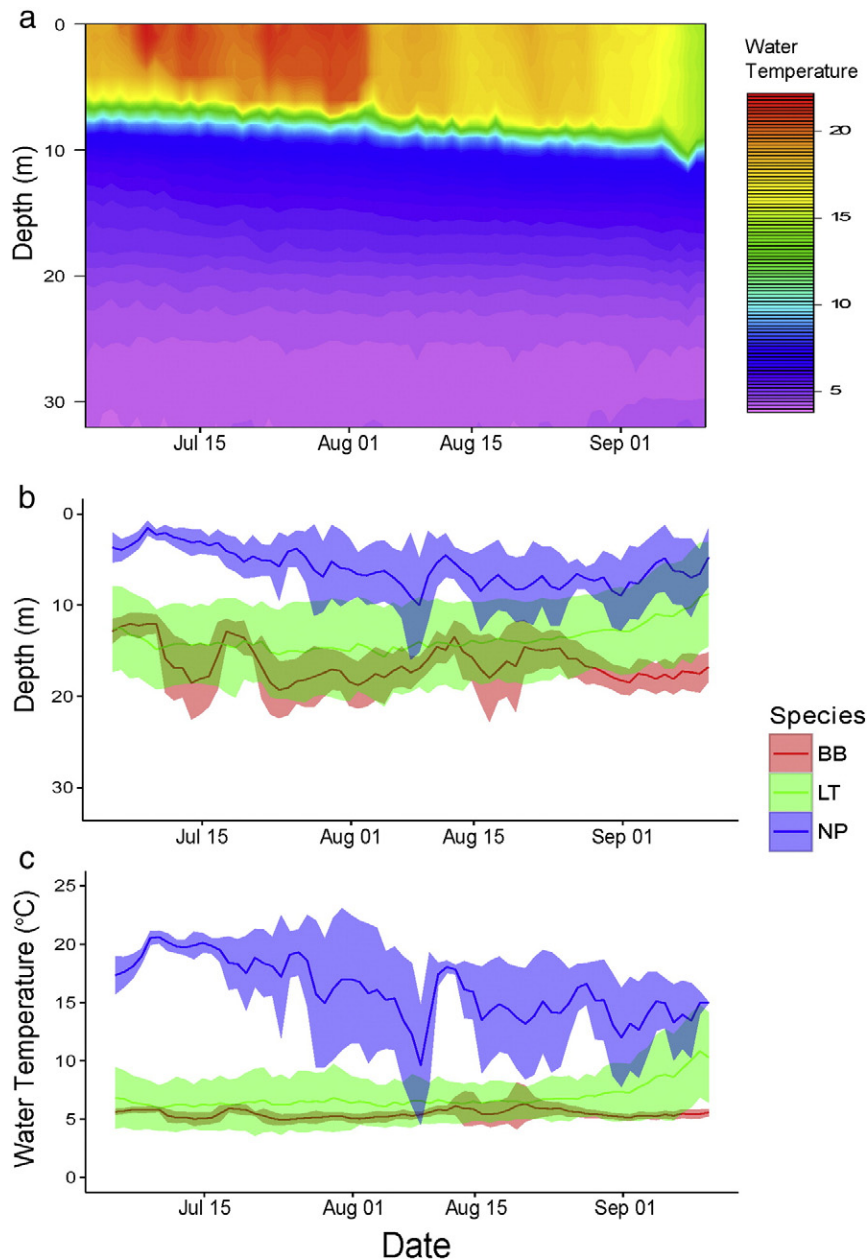 a
0
10
20
30
Depth (m)
Jul 15
Aug 01
Aug 15
Sep 01
Water
Temperature
20
15
10
5
b
0
10
20
30
Depth (m)
Jul 15
Aug 01
Aug 15
Sep 01
Species
BB
LT
NP
c
25
20
15
10
5
0
Water Temperature (°C)
Jul 15
Aug 01
Aug 15
Sep 01
Date